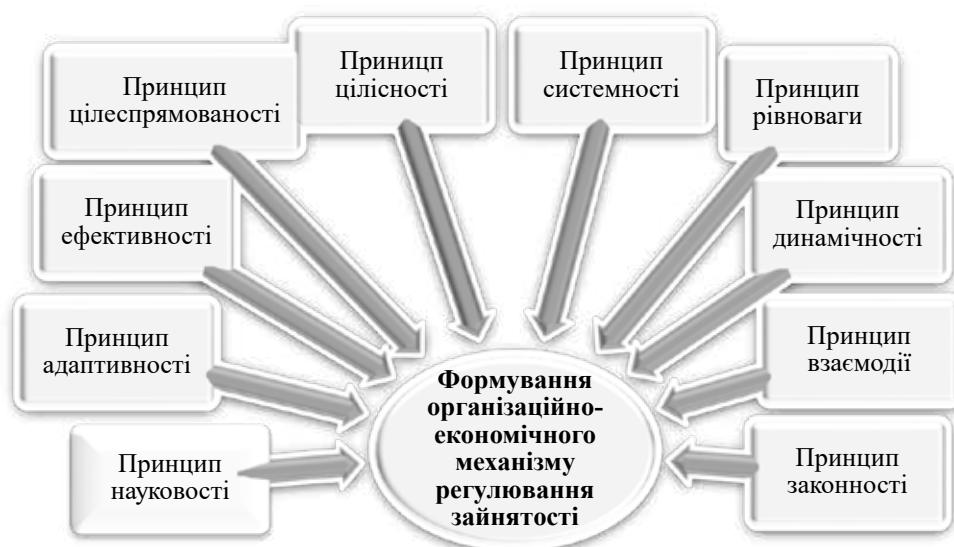 Принцип
цілеспрямованості
Приницп
цілісності
Принцип
системності
Принцип
рівноваги
Принцип
ефективності
Принцип
динамічності
Принцип
адаптивності
Принцип
взаємодії
Принцип
науковості
Принцип
законності
Формування
організаційно-
економічного
механізму
регулювання
зайнятості